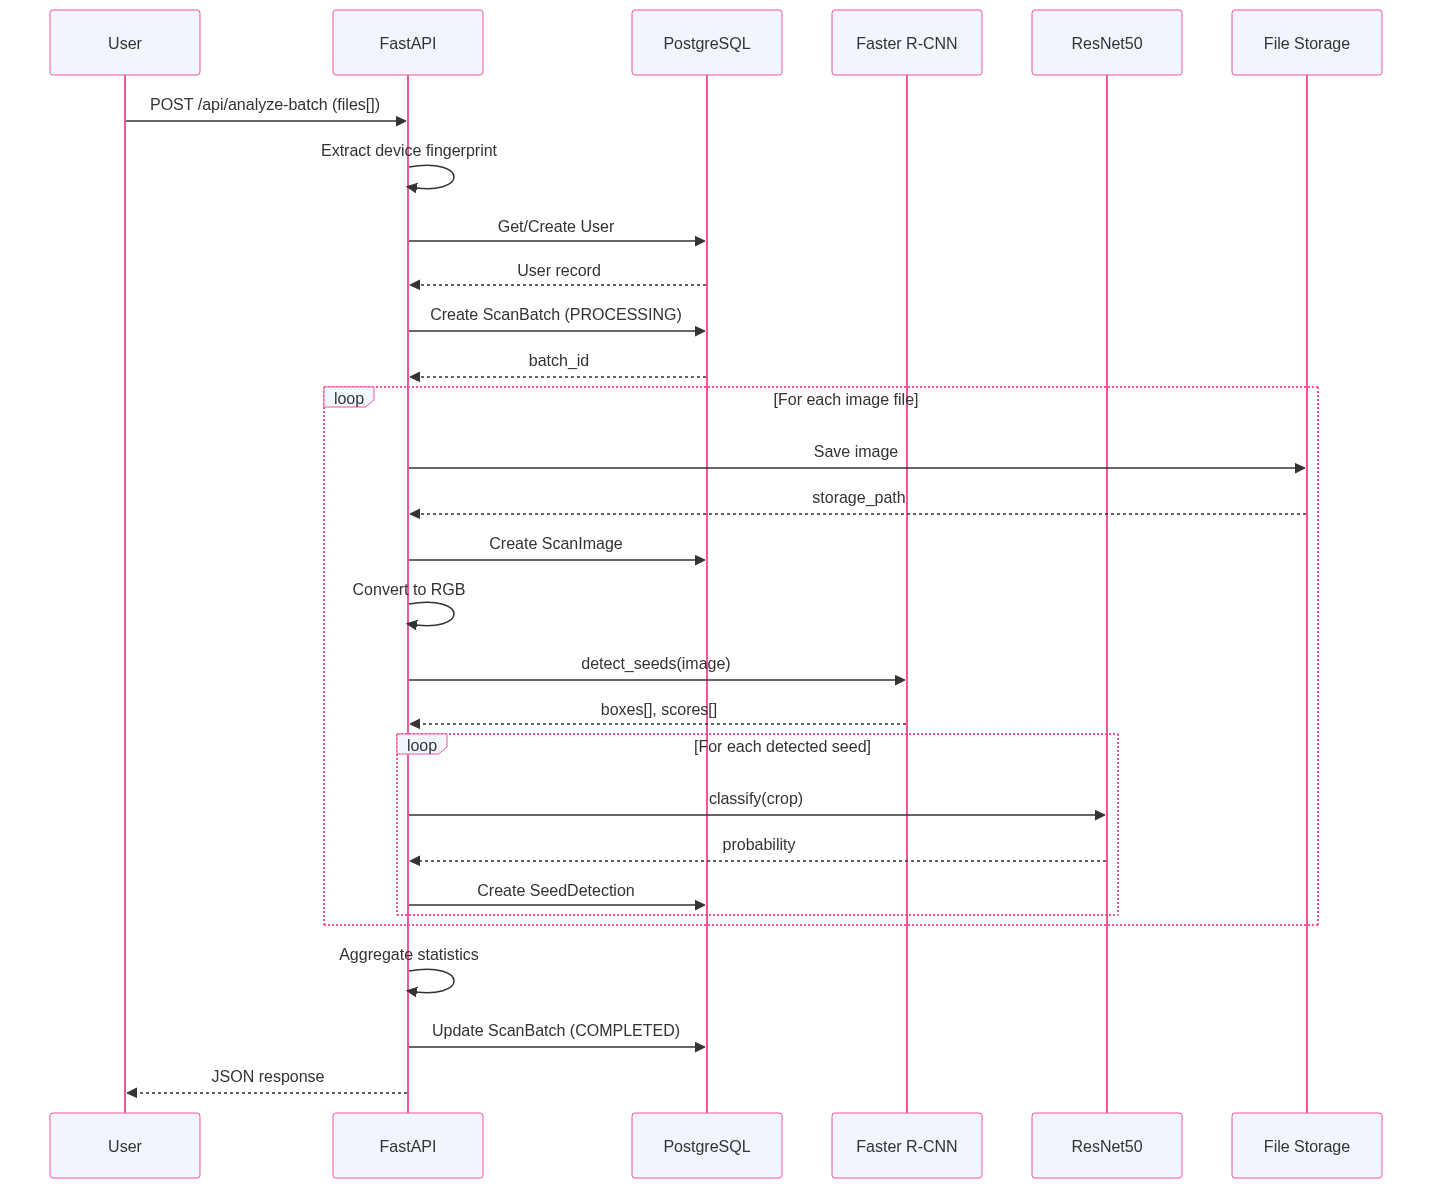 User
FastAPI
PostgreSQL
Faster R-CNN
ResNet50
File Storage
POST /api/analyze-batch (files[])
Extract device fingerprint
Get/Create User
User record
Create ScanBatch (PROCESSING)
batch_id
loop
[For each image file]
Save image
storage_path
Create ScanImage
Convert to RGB
detect_seeds(image)
boxes[], scores[]
loop
[For each detected seed]
classify(crop)
probability
Create SeedDetection
Aggregate statistics
Update ScanBatch (COMPLETED)
JSON response
User
FastAPI
PostgreSQL
Faster R-CNN
ResNet50
File Storage